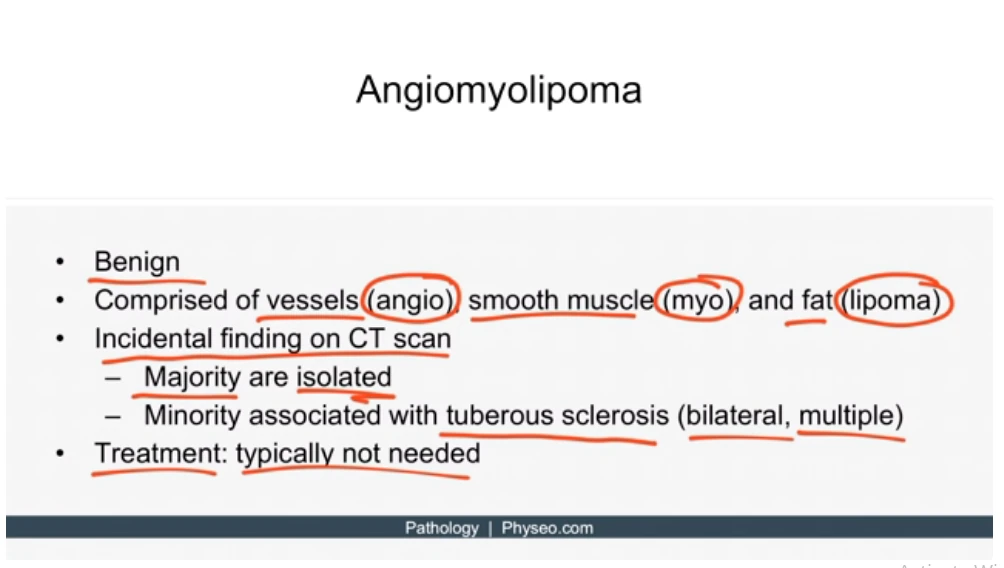 Angiomyolipoma
• Benign
• Comprised of vessels (angio), smooth muscle (myo), and fat (lipoma)
• Incidental finding on CT scan
– Majority are isolated
– Minority associated with tuberous sclerosis (bilateral, multiple)
• Treatment: typically not needed
Pathology | Physeo.com